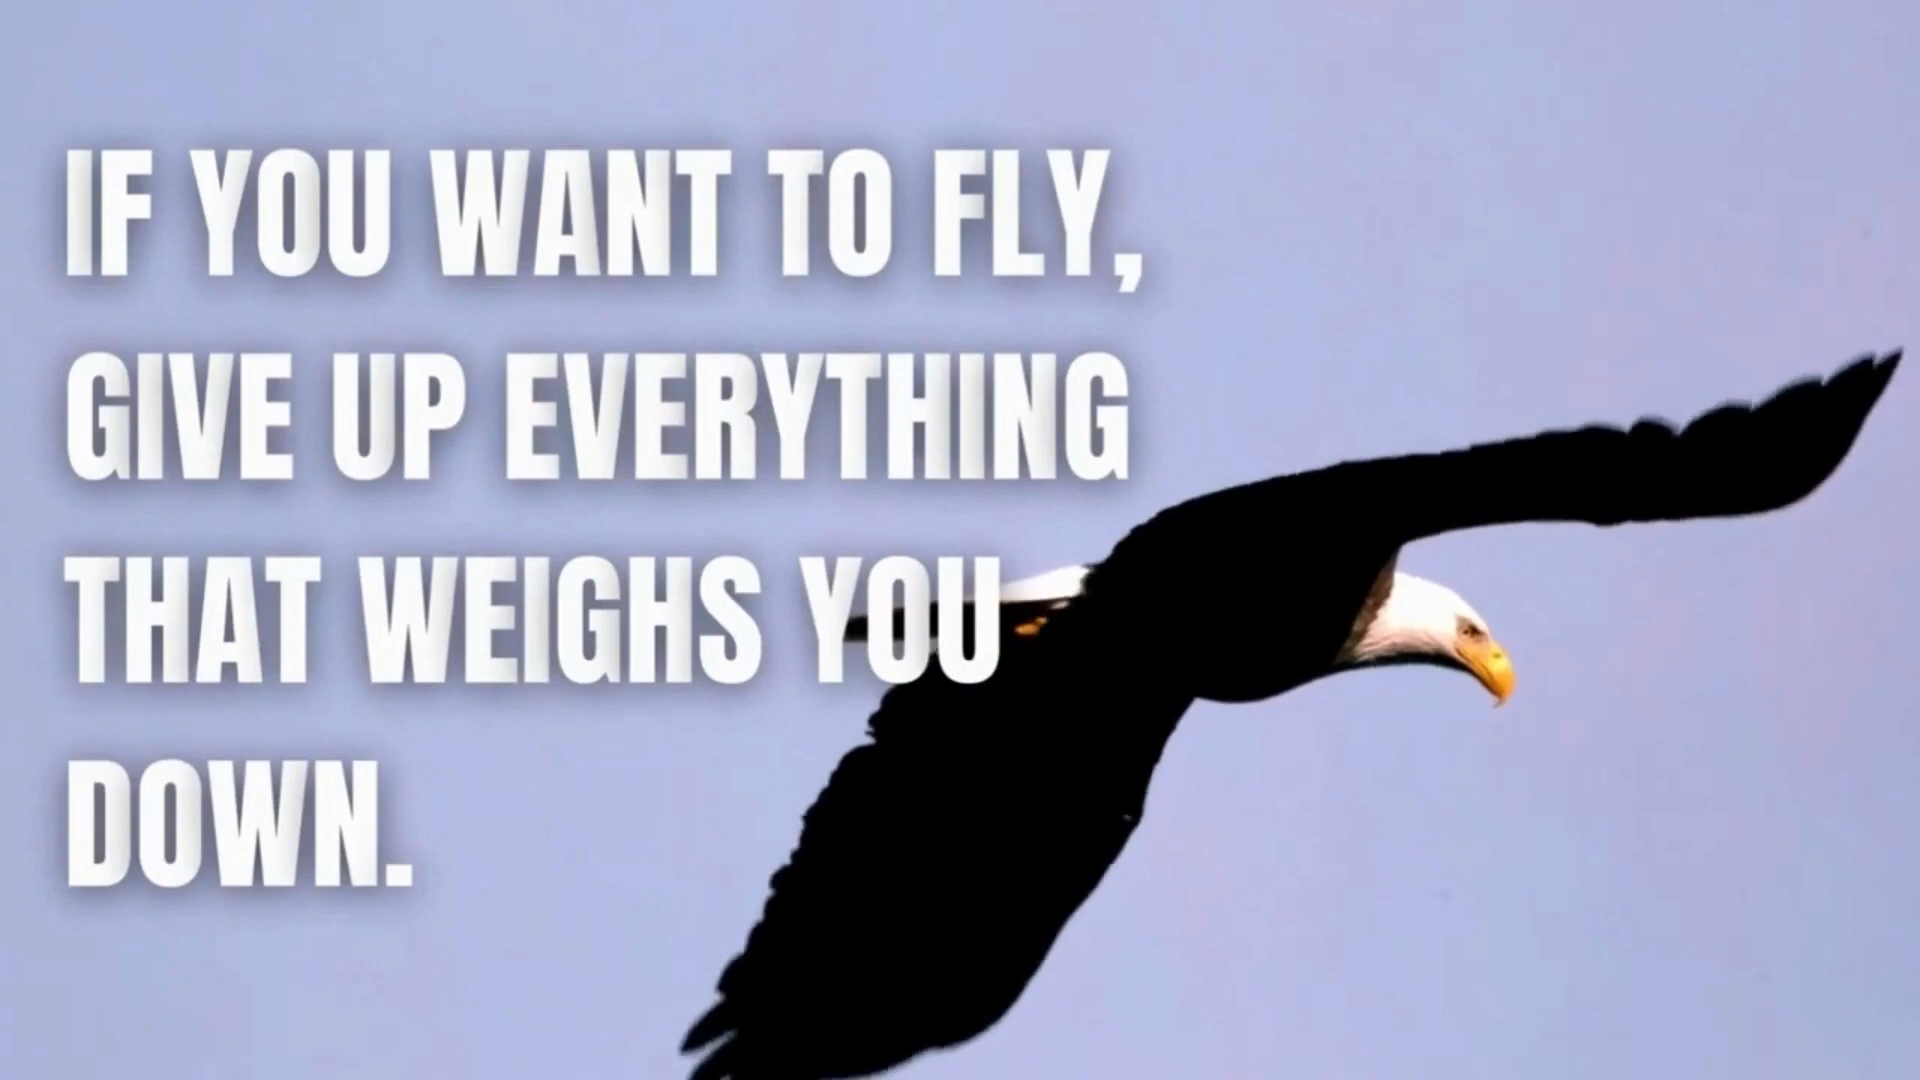 IF YOU WANT TO FLY,
GIVE UP EVERYTHING
THAT WEIGHS YOU
DOWN.